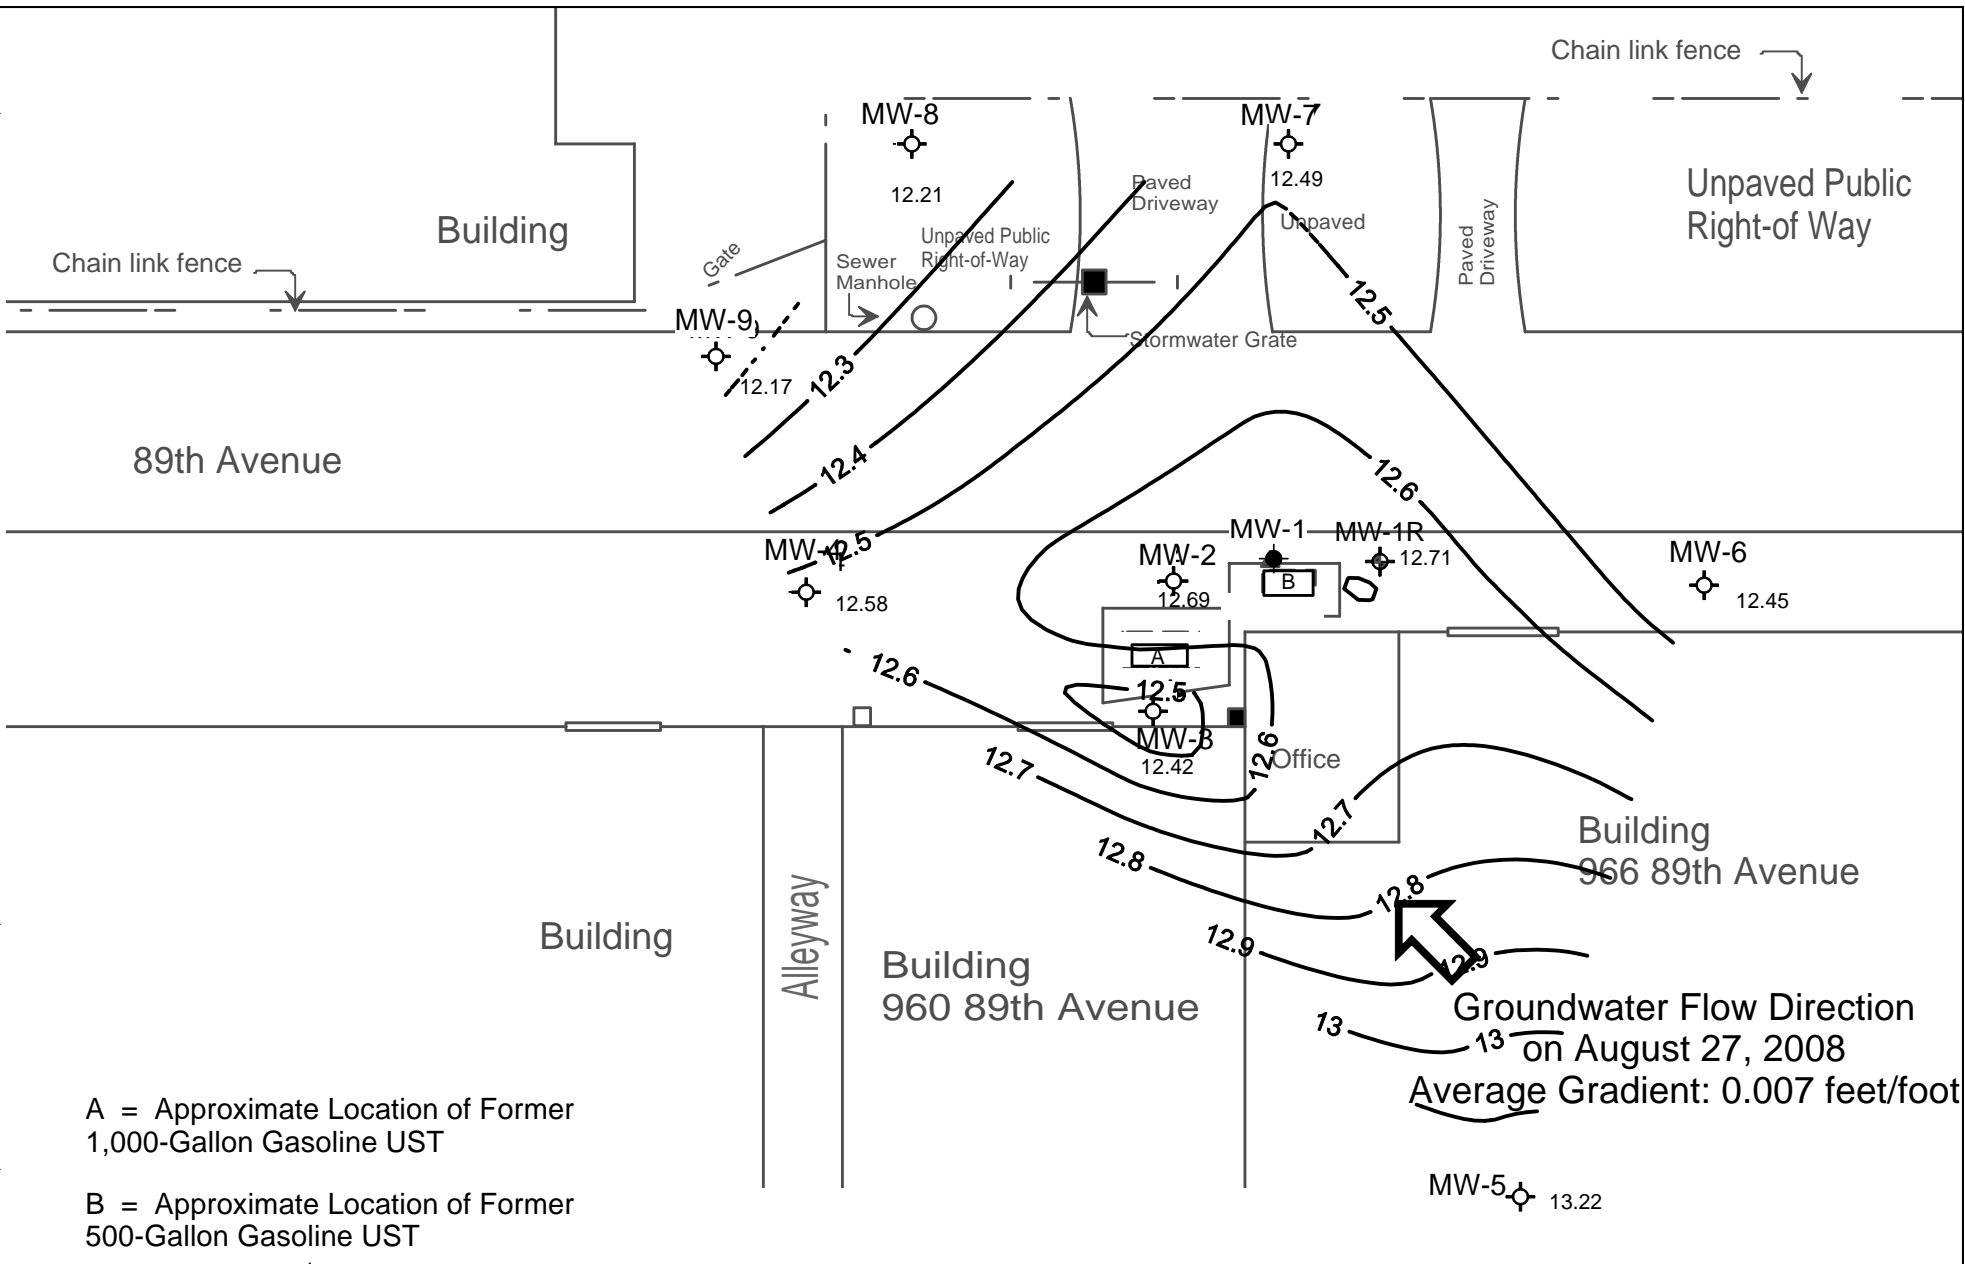 Chain link fence
MW-8
MW-7
12.49
12.21
Paved
Driveway
Unpaved Public
Right-of Way
Unpaved
Paved
Driveway
Building
Gate
Unpaved Public
Right-of-Way
Sewer
Manhole
Chain link fence
12.5
MW-9
Stormwater Grate
12.17
12.3
89th Avenue
12.4
12.6
12.5
MW-4
12.58
MW-2
12.69
MW-1
B
MW-1R
12.71
MW-6
12.45
A
12.6
12.5
MW-3
12.42
12.6
Office
12.7
12.7
12.8
Building
966 89th Avenue
12.8
12.9
12.9
Building
Alleyway
Building
960 89th Avenue
13
13
Groundwater Flow Direction
on August 27, 2008
Average Gradient: 0.007 feet/foot
A = Approximate Location of Former
1,000-Gallon Gasoline UST
MW-5
13.22
B = Approximate Location of Former
500-Gallon Gasoline UST